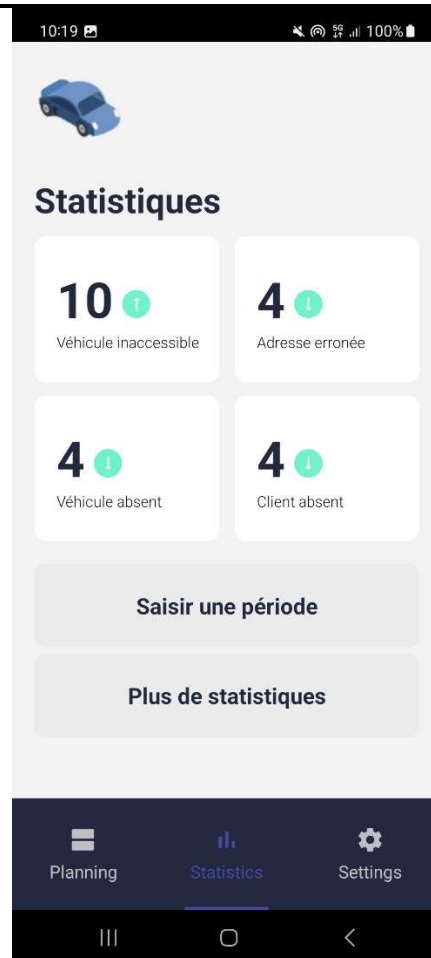 10:19 5G 100%
Statistiques
10 4
Véhicule inaccessible Adresse erronée
4 4
Véhicule absent Client absent
Saisir une période
Plus de statistiques
Planning Statistics Settings